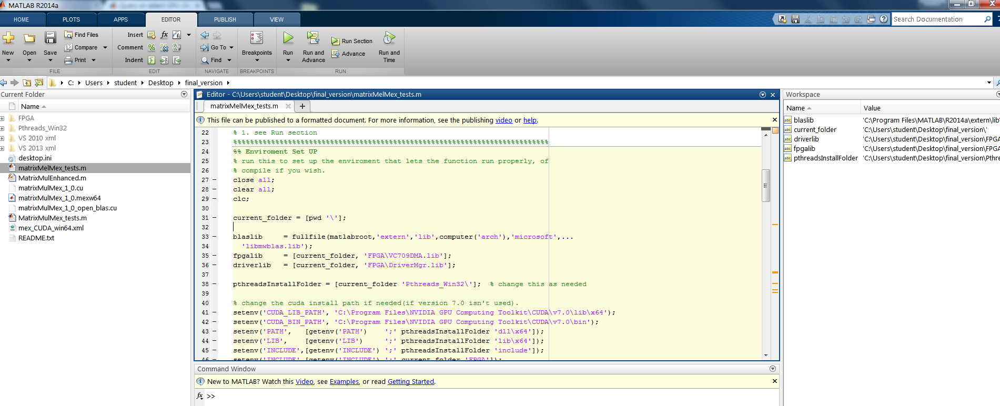 MATLAB R2014a
HOME PLOTS APPS EDITOR PUBLISH VIEW
Search Documentation
New Open Save Find Files Compare Print
FILE
Insert Comment Indent
EDIT
Go To Find
NAVIGATE
Breakpoints
BREAKPOINTS
Run Run and Advance Run Section Advance Run and Time
RUN
C: Users student Desktop final_version
Current Folder
Name
FPGA
Pthreads_Win32
VS 2010 xml
VS 2013 xml
desktop.ini
matrixMelMex_tests.m
MatrixMulEnhanced.m
matrixMulMex_1_0.cu
matrixMulMex_1_0.mexw64
matrixMulMex_1_0_open_blas.cu
MatrixMulMex_tests.m
mex_CUDA_win64.xml
README.txt
Editor - C:\Users\student\Desktop\final_version\matrixMelMex_tests.m
matrixMelMex_tests.m
This file can be published to a formatted document. For more information, see the publishing video or help.
22 % 1. see Run section
23 %%%%%%%%%%%%%%%%%%%%%%%%%%%%%%%%%%%%%%%%%%%%%%%%%%%%%%%%%%%%%%%%%%%%%%%%%%%%%
24 %% Enviroment Set UP
25 % run this to set up the enviroment that lets the function run properly, of
26 % compile if you wish.
27 close all;
28 clear all;
29 clc;
30
31 current_folder = [pwd '\'];
32
33 blaslib     = fullfile(matlabroot,'extern','lib',computer('arch'),'microsoft',...
34   'libmwblas.lib');
35 fpgalib     = [current_folder, 'FPGA\VC709DMA.lib'];
36 driverlib   = [current_folder, 'FPGA\DriverMgr.lib'];
37
38 pthreadsInstallFolder = [current_folder 'Pthreads_Win32\'];  % change this as needed
39
40 % change the cuda install path if needed(if version 7.0 isn't used).
41 setenv('CUDA_LIB_PATH', 'C:\Program Files\NVIDIA GPU Computing Toolkit\CUDA\v7.0\lib\x64');
42 setenv('CUDA_BIN_PATH', 'C:\Program Files\NVIDIA GPU Computing Toolkit\CUDA\v7.0\bin');
43 setenv('PATH',   [getenv('PATH')    ';' pthreadsInstallFolder 'dll\x64']);
44 setenv('LIB',    [getenv('LIB')     ';' pthreadsInstallFolder 'lib\x64']);
45 setenv('INCLUDE',[getenv('INCLUDE') ';' pthreadsInstallFolder 'include']);
46 setenv('INCLUDE',[getenv('INCLUDE') ';' current_folder 'FPGA']);
Command Window
New to MATLAB? Watch this Video, see Examples, or read Getting Started.
fx >>
Workspace
Name Value
blaslib 'C:\Program Files\MATLAB\R2014a\extern\lib\
current_folder 'C:\Users\student\Desktop\final_version\'
driverlib 'C:\Users\student\Desktop\final_version\FPGA
fpgalib 'C:\Users\student\Desktop\final_version\FPGA
pthreadsInstallFolder 'C:\Users\student\Desktop\final_version\Pthre